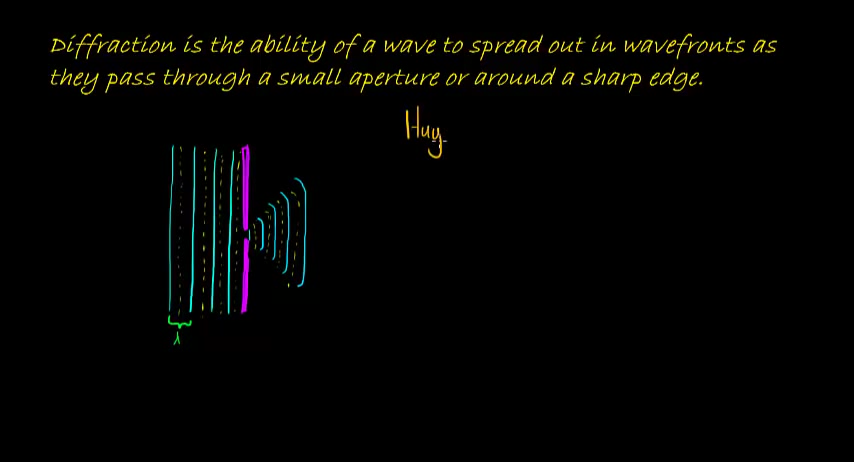 Diffraction is the ability of a wave to spread out in wavefronts as
they pass through a small aperture or around a sharp edge.
Huy
λ